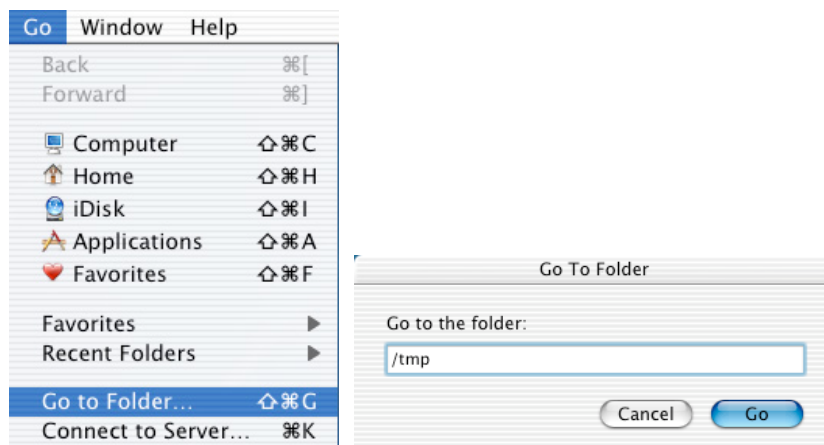 Go Window Help
Back ⌘[
Forward ⌘]
Computer ⇧⌘C
Home ⇧⌘H
iDisk ⇧⌘I
Applications ⇧⌘A
Favorites ⇧⌘F
Favorites
Recent Folders
Go to Folder... ⇧⌘G
Connect to Server... ⌘K
Go To Folder
Go to the folder:
/tmp
Cancel Go